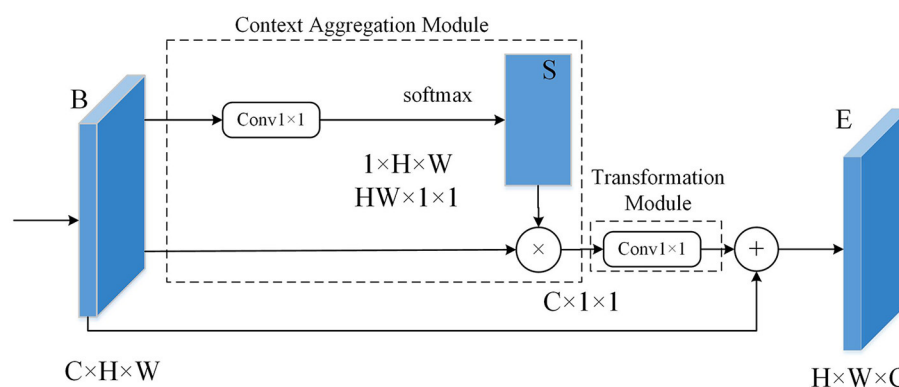 Context Aggregation Module
B
S
softmax
Conv1×1
E
1×H×W
HW×1×1
Transformation
Module
×
Conv1×1
+
C×1×1
C×H×W
H×W×C